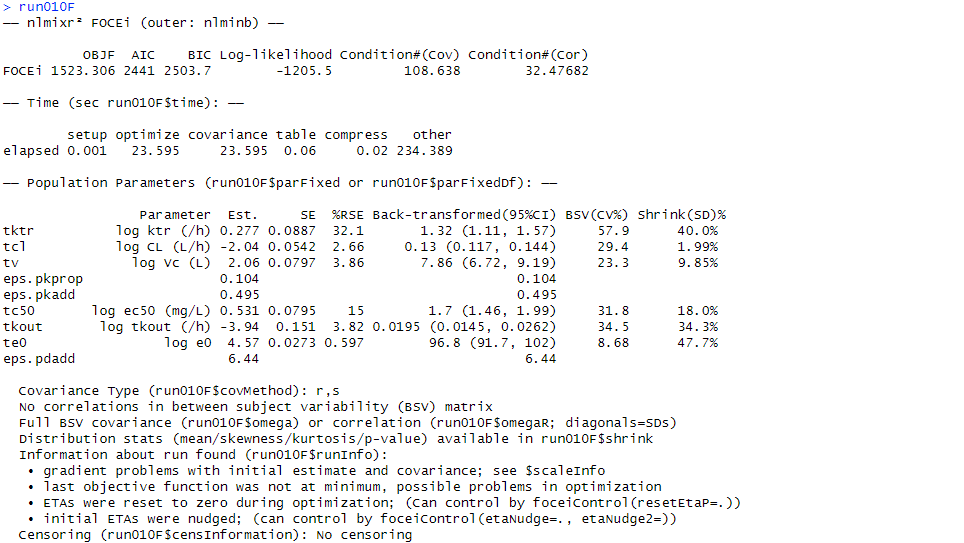 > run010F
── nlmixr² FOCEi (outer: nlminb) ──
OBJF AIC BIC Log-likelihood Condition#(Cov) Condition#(Cor)
FOCEi 1523.306 2441 2503.7 -1205.5 108.638 32.47682
── Time (sec run010F$time): ──
setup optimize covariance table compress other
elapsed 0.001 23.595 23.595 0.06 0.02 234.389
── Population Parameters (run010F$parFixed or run010F$parFixedDf): ──
Parameter Est. SE %RSE Back-transformed(95%CI) BSV(CV%) Shrink(SD)%
tktr log ktr (/h) 0.277 0.0887 32.1 1.32 (1.11, 1.57) 57.9 40.0%
tcl log CL (L/h) -2.04 0.0542 2.66 0.13 (0.117, 0.144) 29.4 1.99%
tv log Vc (L) 2.06 0.0797 3.86 7.86 (6.72, 9.19) 23.3 9.85%
eps.pkprop 0.104 0.104
eps.pkadd 0.495 0.495
tc50 log ec50 (mg/L) 0.531 0.0795 15 1.7 (1.46, 1.99) 31.8 18.0%
tkout log tkout (/h) -3.94 0.151 3.82 0.0195 (0.0145, 0.0262) 34.5 34.3%
te0 log e0 4.57 0.0273 0.597 96.8 (91.7, 102) 8.68 47.7%
eps.pdadd 6.44 6.44
Covariance Type (run010F$covMethod): r,s
No correlations in between subject variability (BSV) matrix
Full BSV covariance (run010F$omega) or correlation (run010F$omegaR; diagonals=SDs)
Distribution stats (mean/skewness/kurtosis/p-value) available in run010F$shrink
Information about run found (run010F$runInfo):
• gradient problems with initial estimate and covariance; see $scaleInfo
• last objective function was not at minimum, possible problems in optimization
• ETAs were reset to zero during optimization; (Can control by foceiControl(resetEtaP=.))
• initial ETAs were nudged; (can control by foceiControl(etaNudge=., etaNudge2=))
Censoring (run010F$censInformation): No censoring